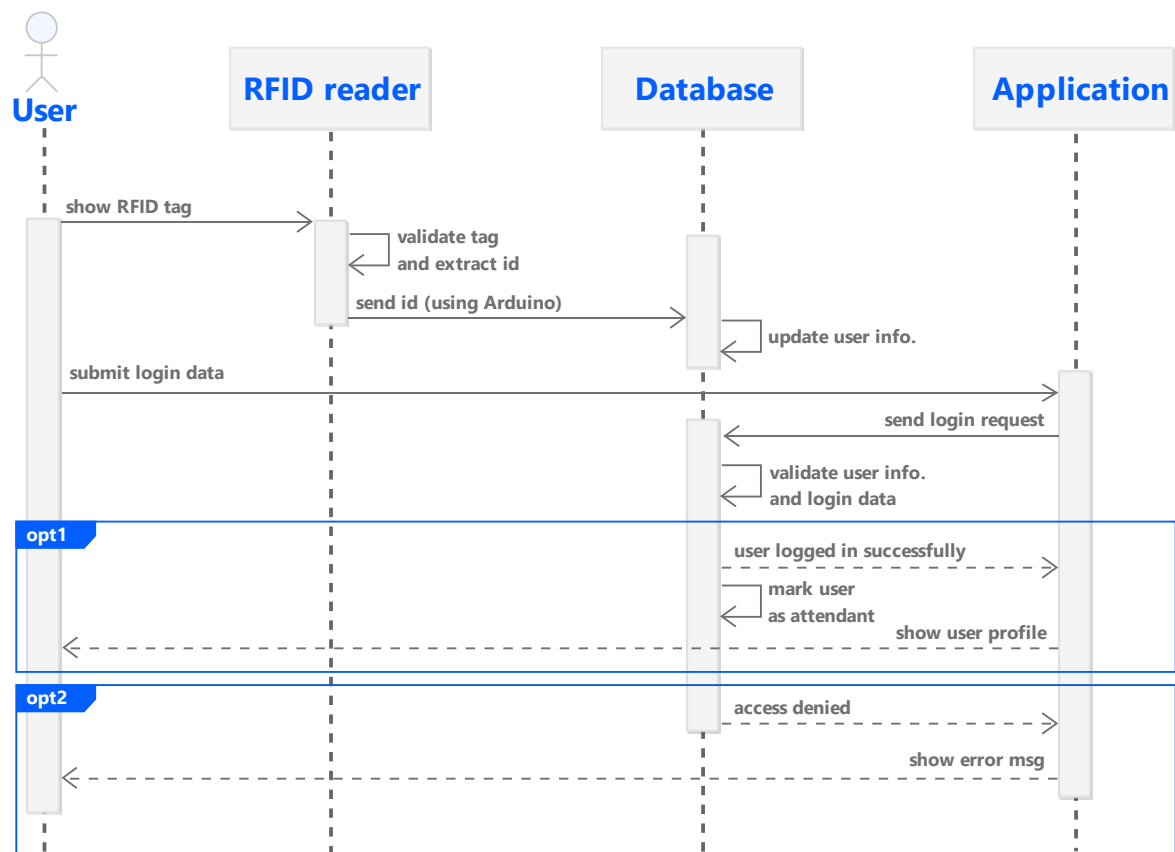 User
RFID reader
Database
Application
show RFID tag
validate tag
and extract id
send id (using Arduino)
update user info.
submit login data
send login request
validate user info.
and login data
opt1
user logged in successfully
mark user
as attendant
show user profile
opt2
access denied
show error msg